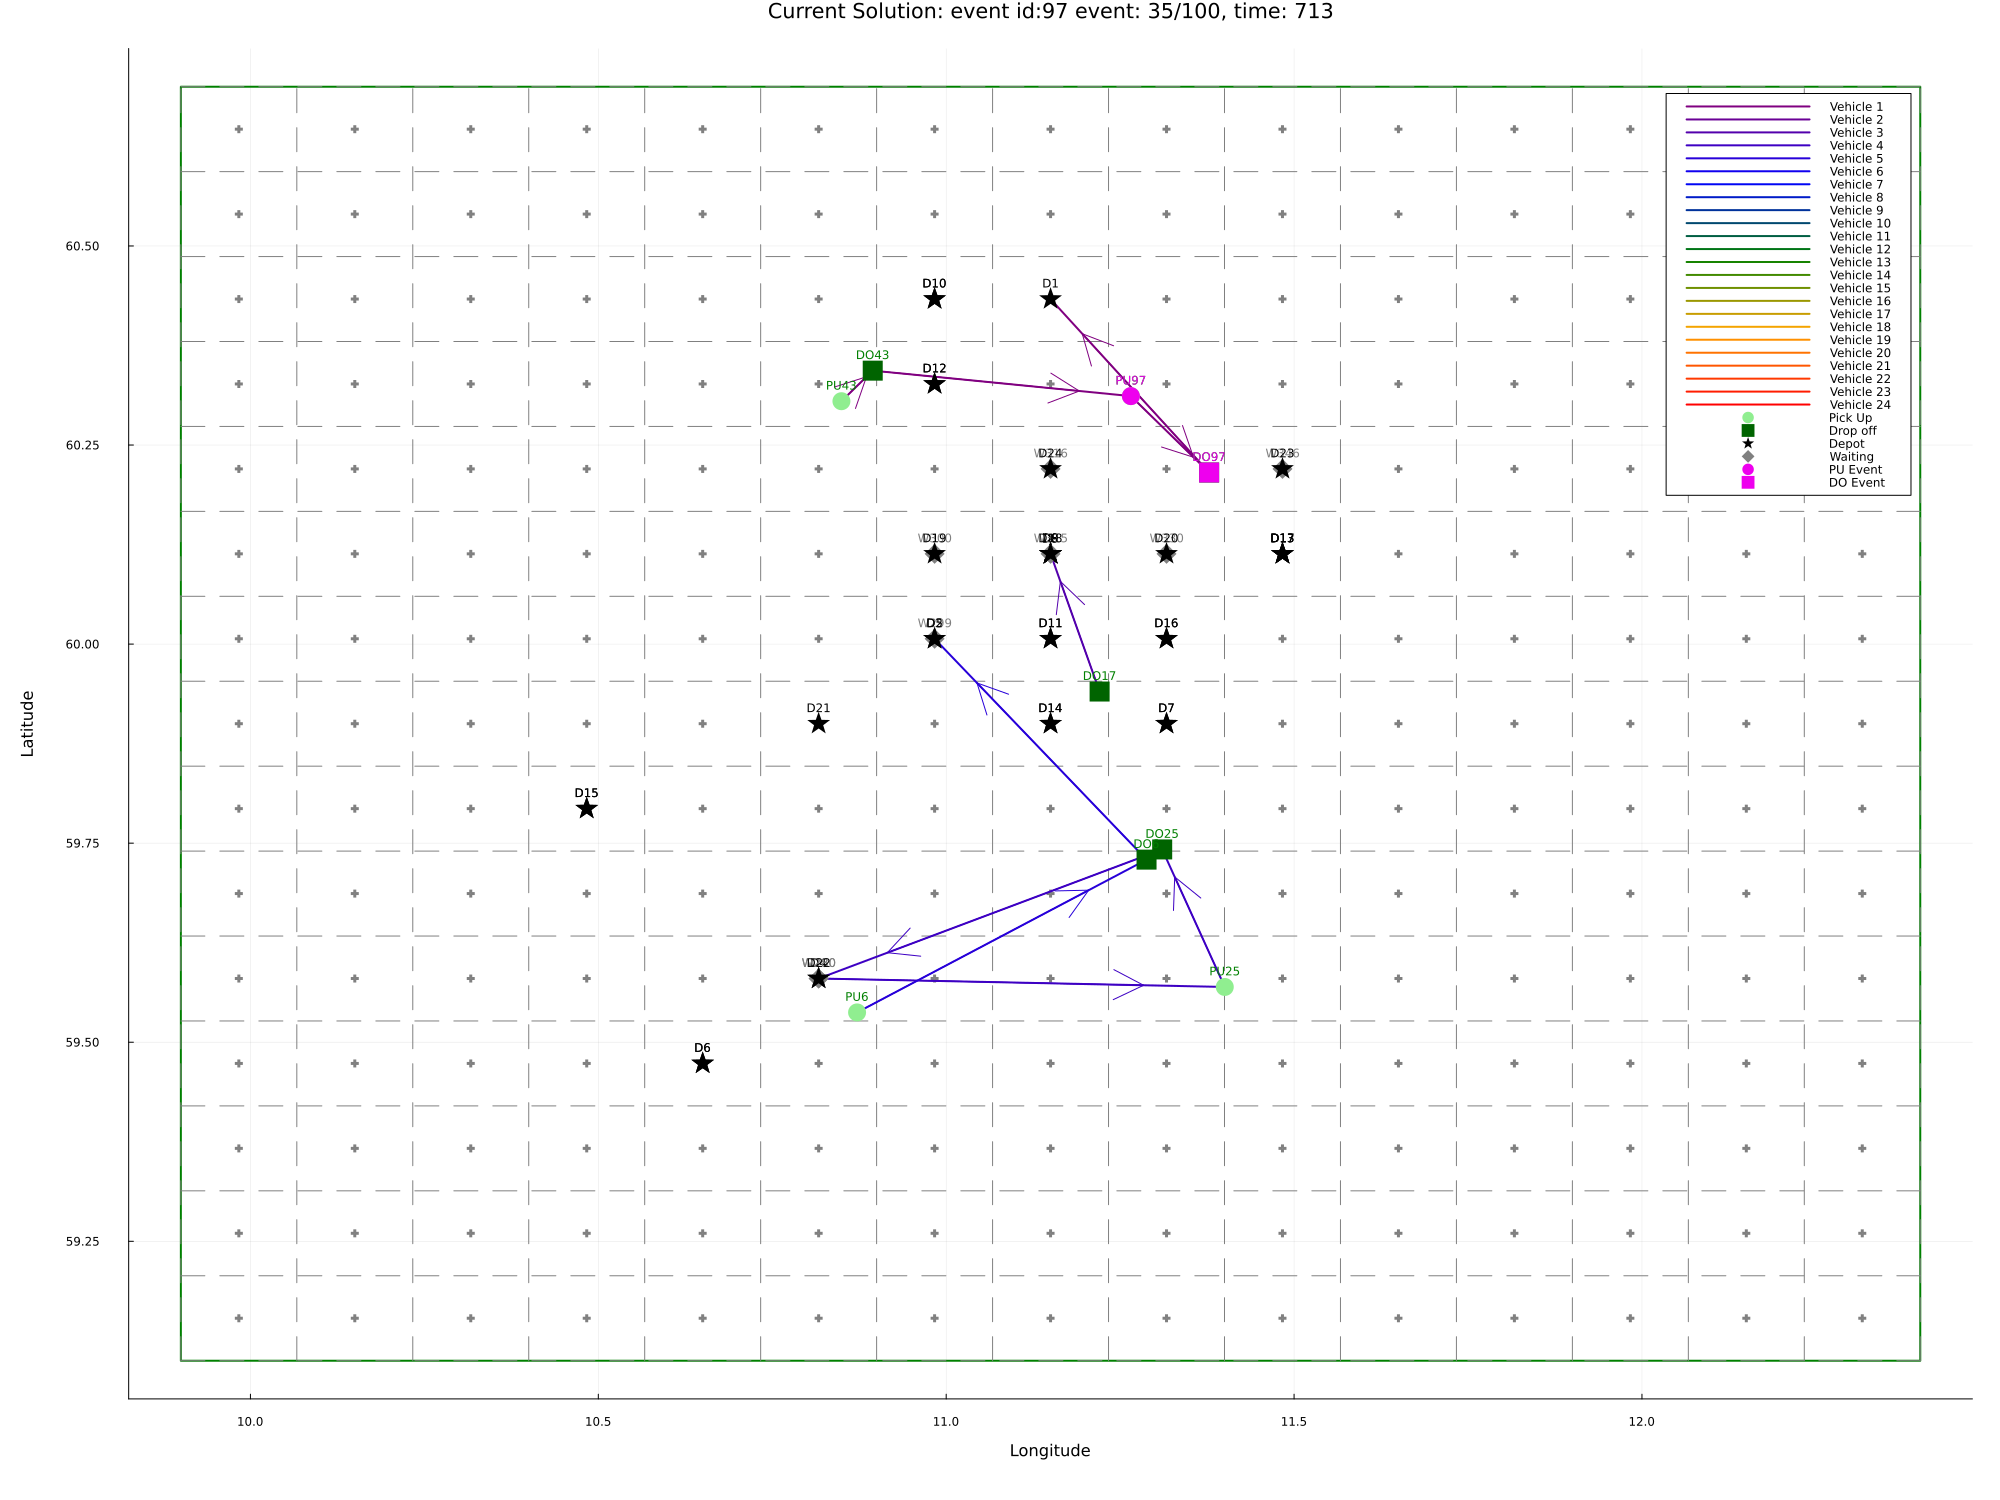 Current Solution: event id:97 event: 35/100, time: 713
Vehicle 1
Vehicle 2
Vehicle 3
Vehicle 4
Vehicle 5
Vehicle 6
Vehicle 7
Vehicle 8
Vehicle 9
Vehicle 10
Vehicle 11
Vehicle 12
Vehicle 13
Vehicle 14
Vehicle 15
Vehicle 16
Vehicle 17
Vehicle 18
Vehicle 19
Vehicle 20
Vehicle 21
Vehicle 22
Vehicle 23
Vehicle 24
Pick Up
Drop off
Depot
Waiting
PU Event
DO Event
60.50
60.25
60.00
59.75
59.50
59.25
Latitude
D10
D1
DO43
D12
PU97
PU43
D24
DO97
D23
D19
D20
D11
D16
DO17
D21
D14
D7
D15
DO25
D22
PU25
PU6
D6
10.0
10.5
11.0
11.5
12.0
Longitude